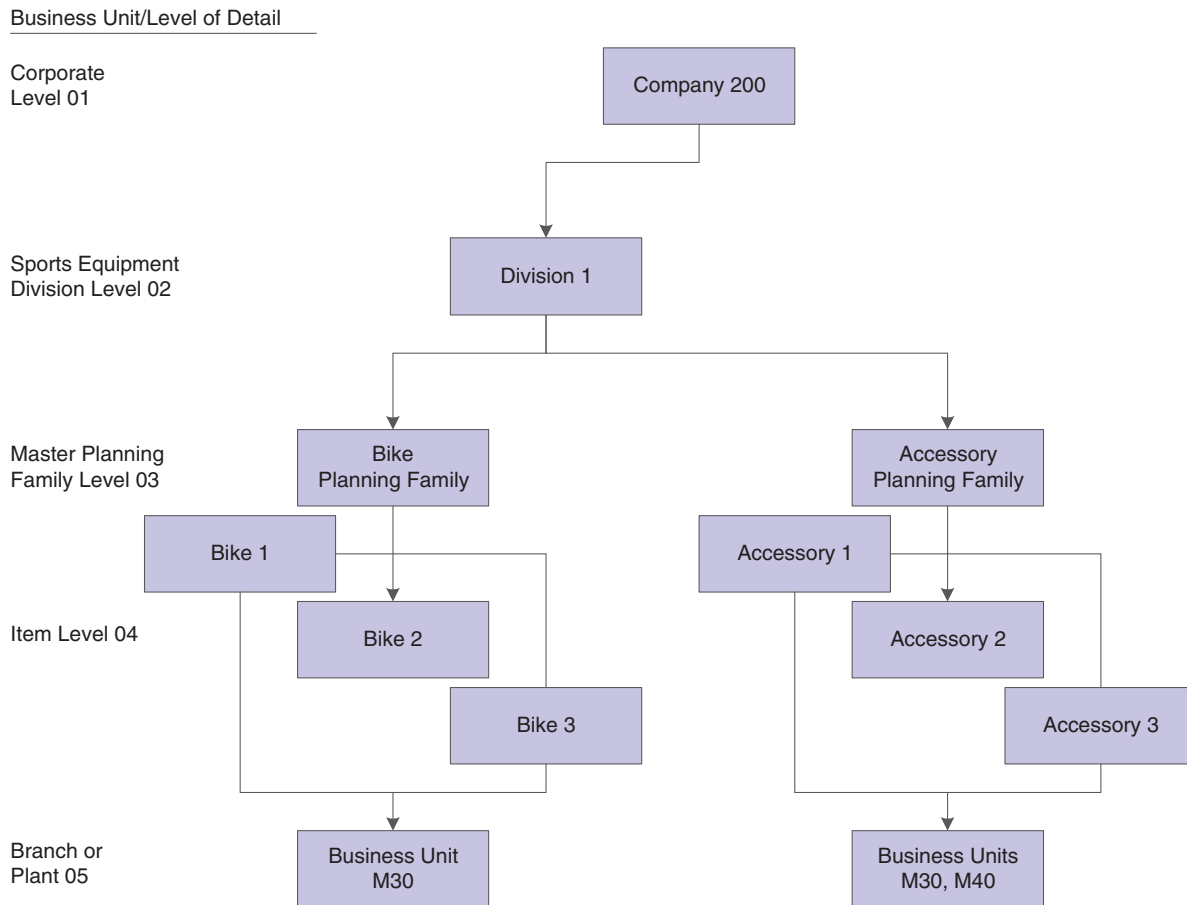 Business Unit/Level of Detail
Corporate
Level 01
Company 200
Sports Equipment
Division Level 02
Division 1
Master Planning
Family Level 03
Bike
Planning Family
Accessory
Planning Family
Bike 1
Accessory 1
Item Level 04
Bike 2
Accessory 2
Bike 3
Accessory 3
Branch or
Plant 05
Business Unit
M30
Business Units
M30, M40